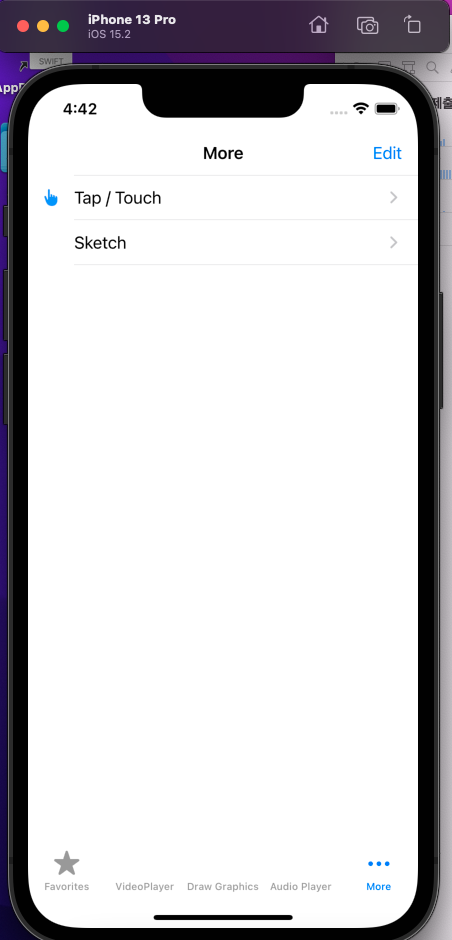 iPhone 13 Pro
iOS 15.2
SWIFT
4:42
More
Edit
Tap / Touch
Sketch
Favorites
VideoPlayer
Draw Graphics
Audio Player
More